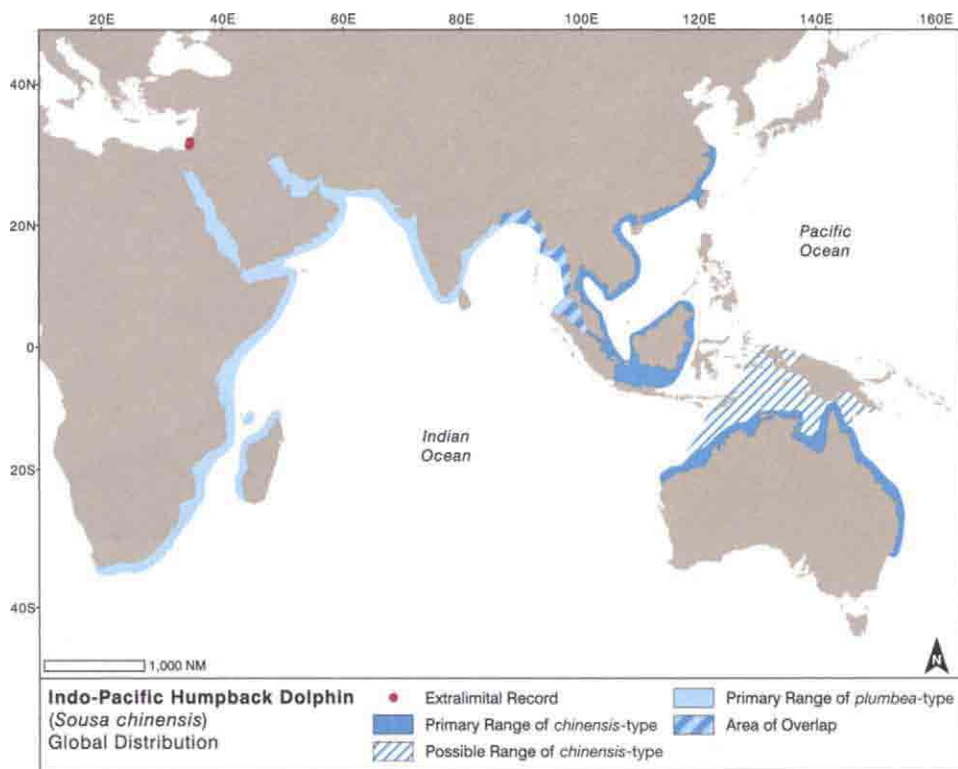 20E 40E 60E 80E 100E 120E 140E 160E
40N
20N
Pacific
Ocean
0
Indian
Ocean
20S
40S
1,000 NM
N
Indo-Pacific Humpback Dolphin
(Sousa chinensis)
Global Distribution
Extralimital Record
Primary Range of chinensis-type
Possible Range of chinensis-type
Primary Range of plumbea-type
Area of Overlap